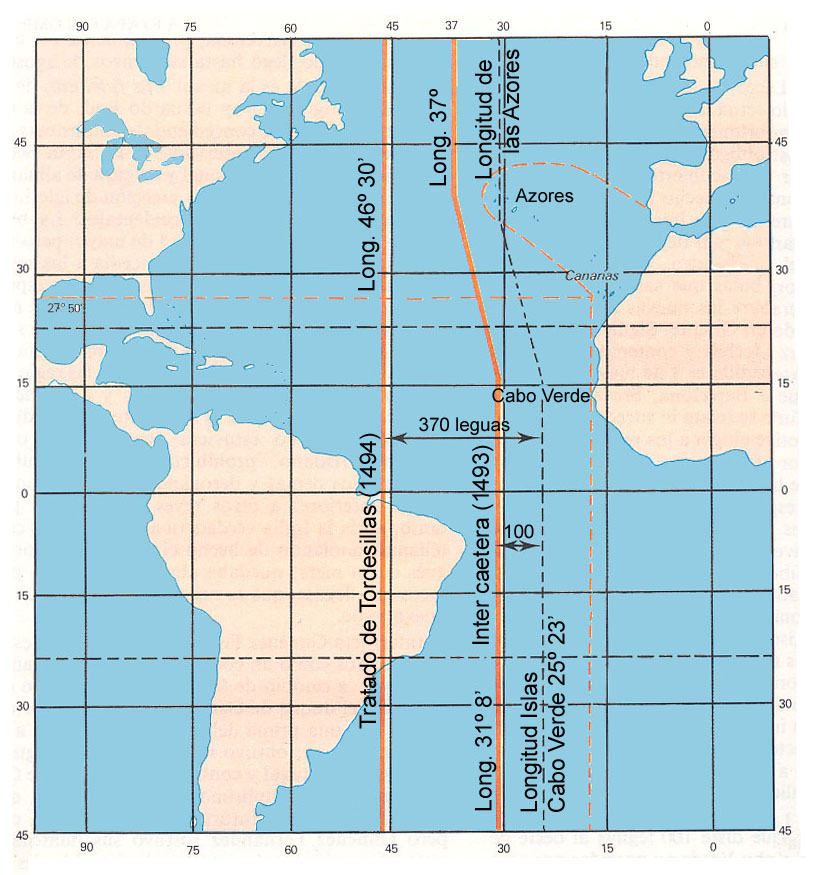 90
75
60
45
37
30
15
0
Longitud de
las Azores
Long. 37º
45
45
Long. 46º 30’
Azores
30
Canarias
30
27º 50'
15
Cabo Verde
15
370 leguas
Tratado de Tordesillas (1494)
Inter caetera (1493)
0
0
100
15
15
Long. 31º 8’
Longitud Islas
Cabo Verde 25º 23’
30
30
45
45
90
75
60
45
30
15
0